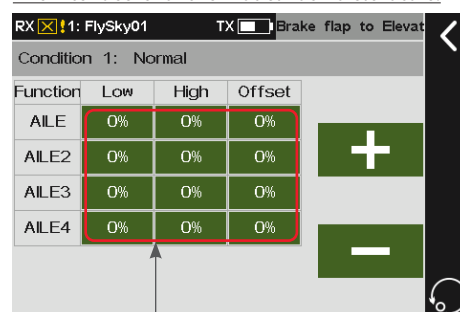 RX 1: FlySky01 TX Brake flap to Elevat
Condition 1: Normal
Function Low High Offset
AILE 0% 0% 0%
AILE2 0% 0% 0%
AILE3 0% 0% 0%
AILE4 0% 0% 0%